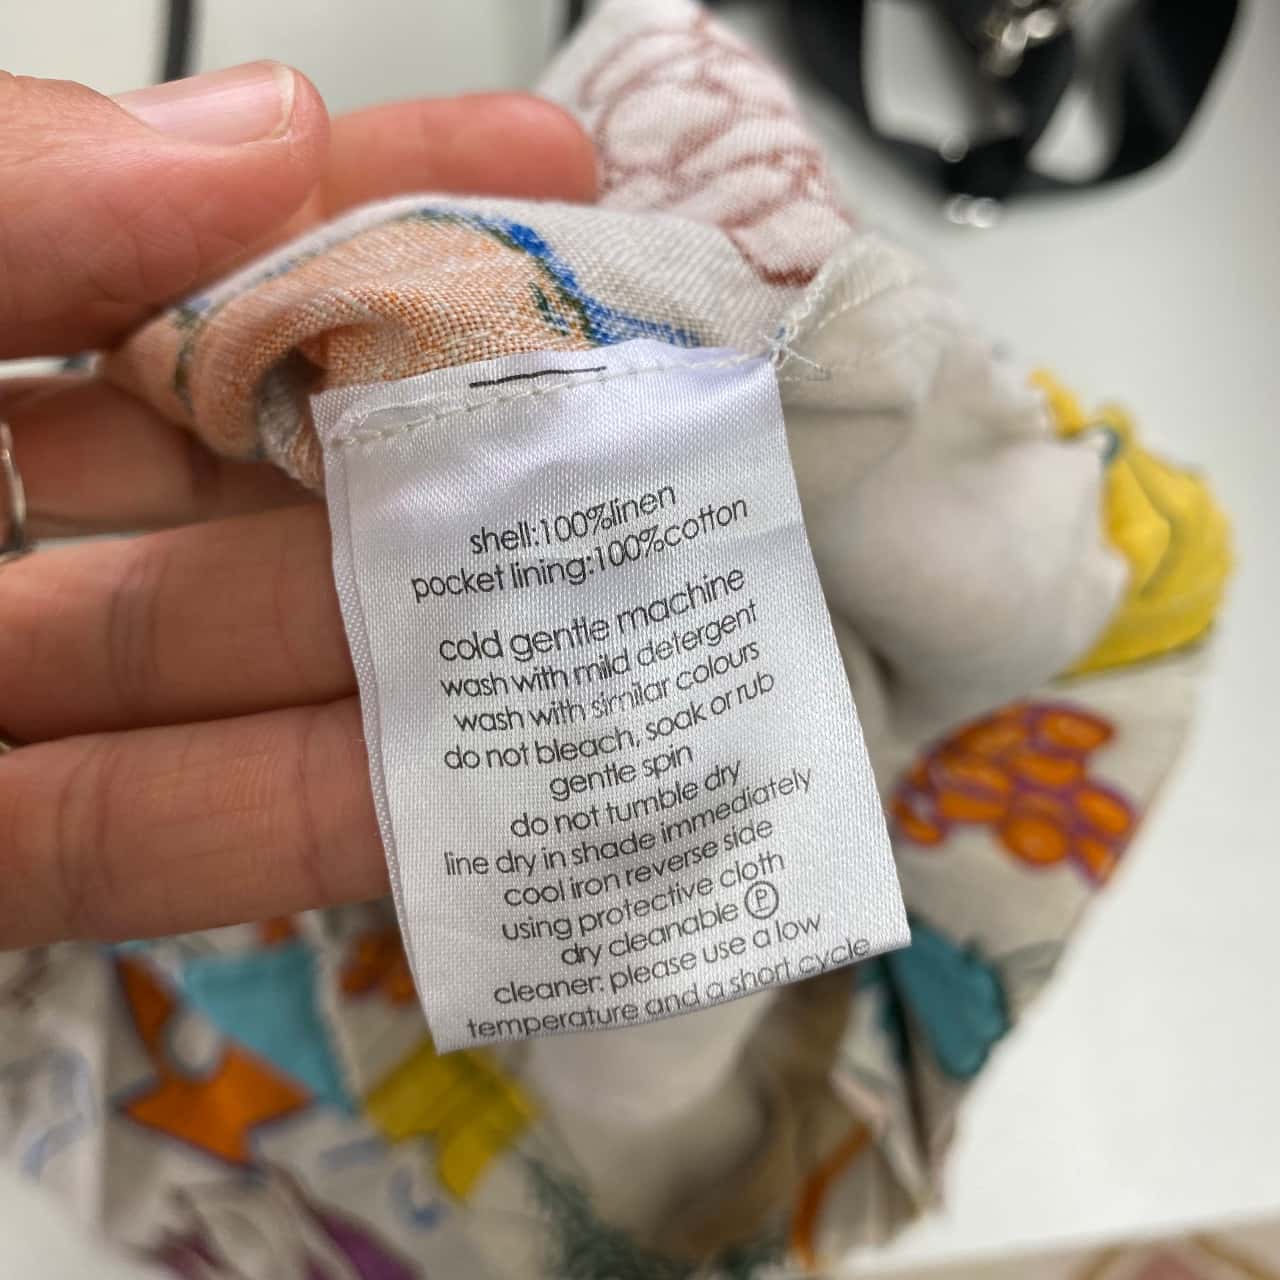 shell:100%linen
pocket lining:100%cotton
cold gentle machine
wash with mild detergent
wash with similar colours
do not bleach, soak or rub
gentle spin
do not tumble dry
line dry in shade immediately
cool iron reverse side
using protective cloth
dry cleanable Ⓟ
cleaner: please use a low
temperature and a short cycle